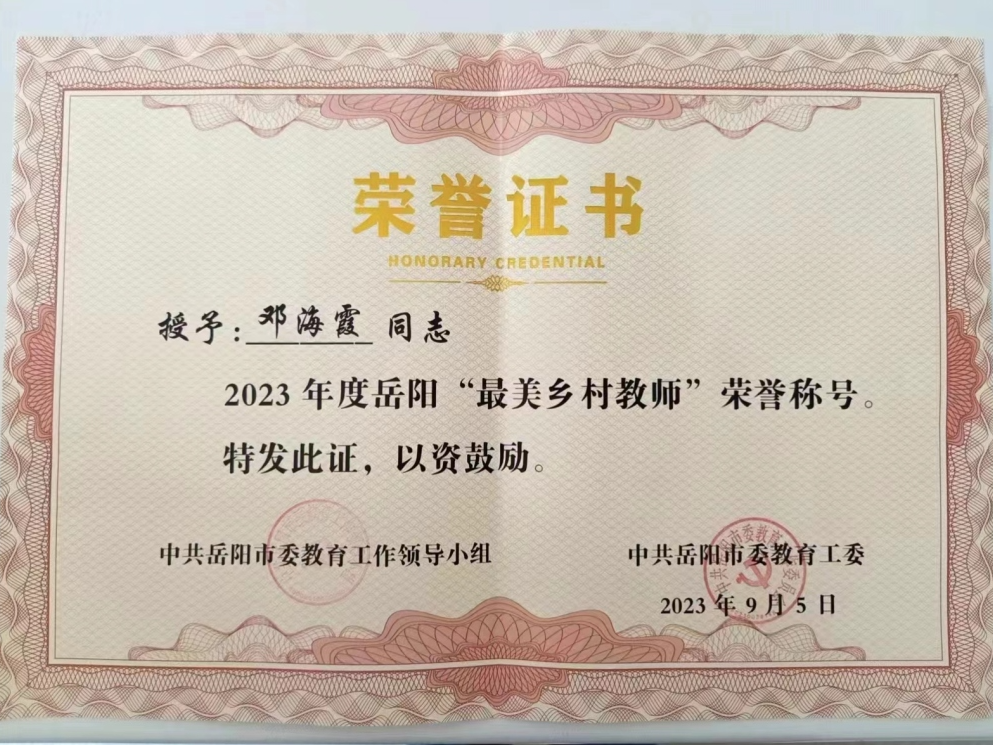 荣誉证书
HONORARY CREDENTIAL
授予:邓海霞 同志
2023年度岳阳“最美乡村教师”荣誉称号。
特发此证，以资鼓励。
中共岳阳市委教育工作领导小组
中共岳阳市委教育工委
2023年9月5日